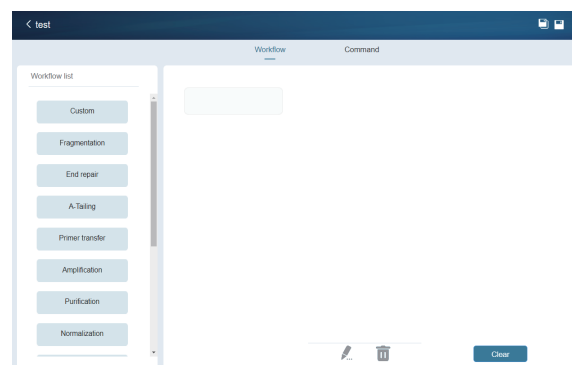 < test
Workflow
Command
Workflow list
Custom
Fragmentation
End repair
A-Tailing
Primer transfer
Amplification
Purification
Normalization
Clear